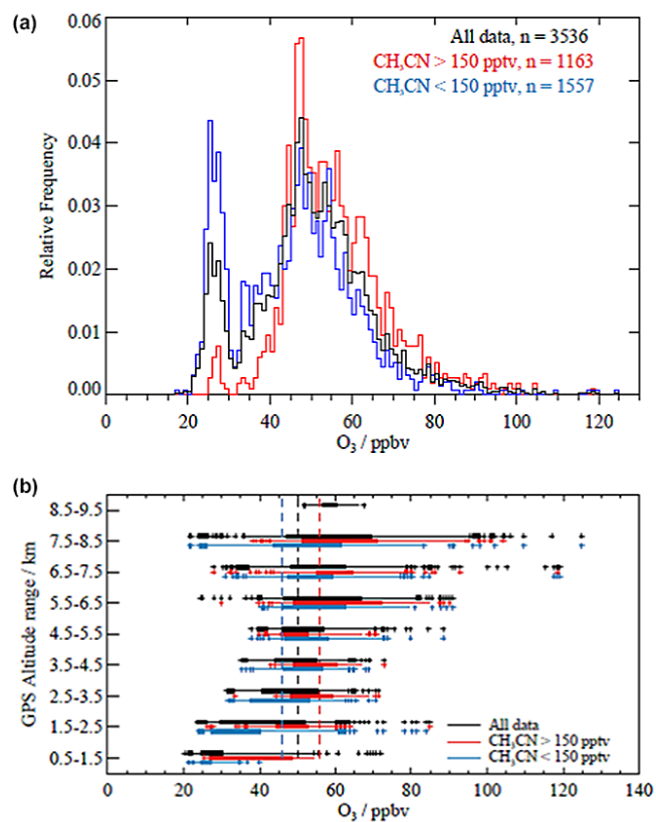 (a)
0.06
0.05
0.04
0.03
0.02
0.01
0.00
Relative Frequency
All data, n = 3536
CH₃CN > 150 pptv, n = 1163
CH₃CN < 150 pptv, n = 1557
0 20 40 60 80 100 120
O₃ / ppbv
(b)
8.5-9.5
7.5-8.5
6.5-7.5
5.5-6.5
4.5-5.5
3.5-4.5
2.5-3.5
1.5-2.5
0.5-1.5
GPS Altitude range / km
All data
CH₃CN > 150 pptv
CH₃CN < 150 pptv
0 20 40 60 80 100 120 140
O₃ / ppbv